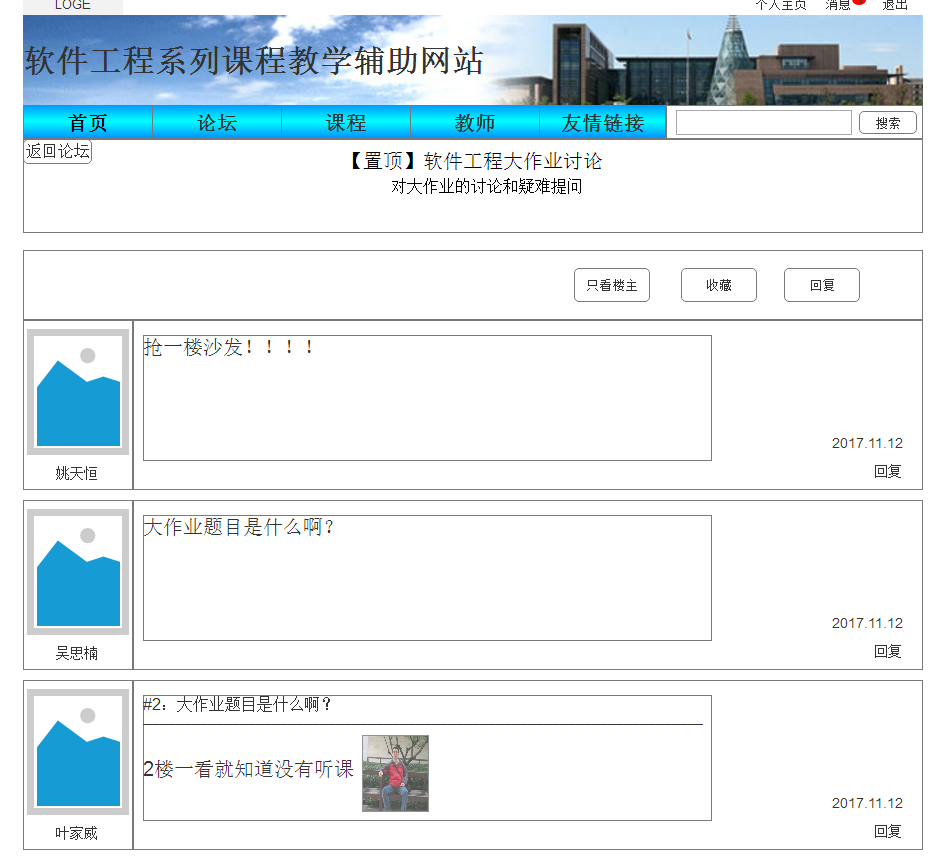 LOGE
个人主页 消息 退出
软件工程系列课程教学辅助网站
首页 论坛 课程 教师 友情链接 搜索
返回论坛
【置顶】软件工程大作业讨论
对大作业的讨论和疑难提问
只看楼主 收藏 回复
抢一楼沙发！！！！
2017.11.12
姚天恒
回复
大作业题目是什么啊?
2017.11.12
吴思楠
回复
#2：大作业题目是什么啊？
2楼一看就知道没有听课
2017.11.12
叶家威
回复